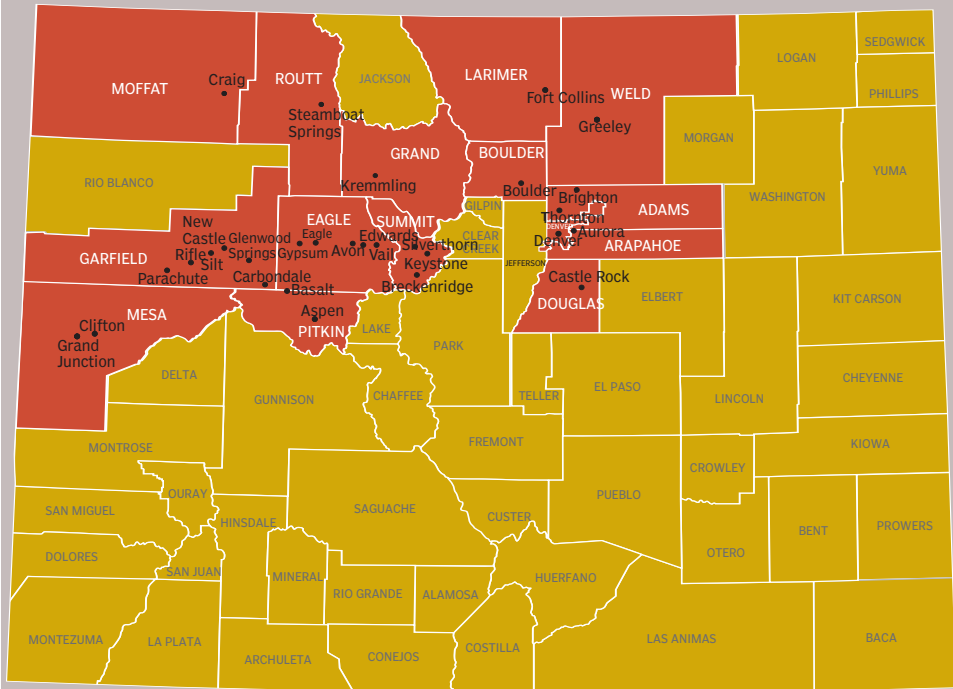 SEDGWICK
LOGAN
ROUTT
LARIMER
JACKSON
Craig
MOFFAT
PHILLIPS
WELD
Fort Collins
Steamboat
Springs
Greeley
MORGAN
GRAND
BOULDER
YUMA
RIO BLANCO
Kremmling
Boulder
Brighton
WASHINGTON
GILPIN
ADAMS
Thornton
EAGLE
SUMMIT
New
Castle
Glenwood
Springs
Eagle
Gypsum
Edwards
Avon
Vail
Silverthorn
CLEAR
CREEK
DENVER
Denver
Aurora
ARAPAHOE
GARFIELD
Rifle
Silt
Parachute
Carbondale
Basalt
Keystone
Breckenridge
JEFFERSON
Castle Rock
DOUGLAS
ELBERT
KIT CARSON
MESA
Clifton
Grand
Junction
Aspen
PITKIN
LAKE
PARK
DELTA
GUNNISON
CHAFFEE
TELLER
EL PASO
LINCOLN
CHEYENNE
MONTROSE
FREMONT
KIOWA
CROWLEY
OURAY
PUEBLO
SAN MIGUEL
HINSDALE
SAGUACHE
CUSTER
BENT
PROWERS
DOLORES
OTERO
SAN JUAN
MINERAL
HUERFANO
RIO GRANDE
ALAMOSA
MONTEZUMA
LA PLATA
LAS ANIMAS
BACA
COSTILLA
ARCHULETA
CONEJOS